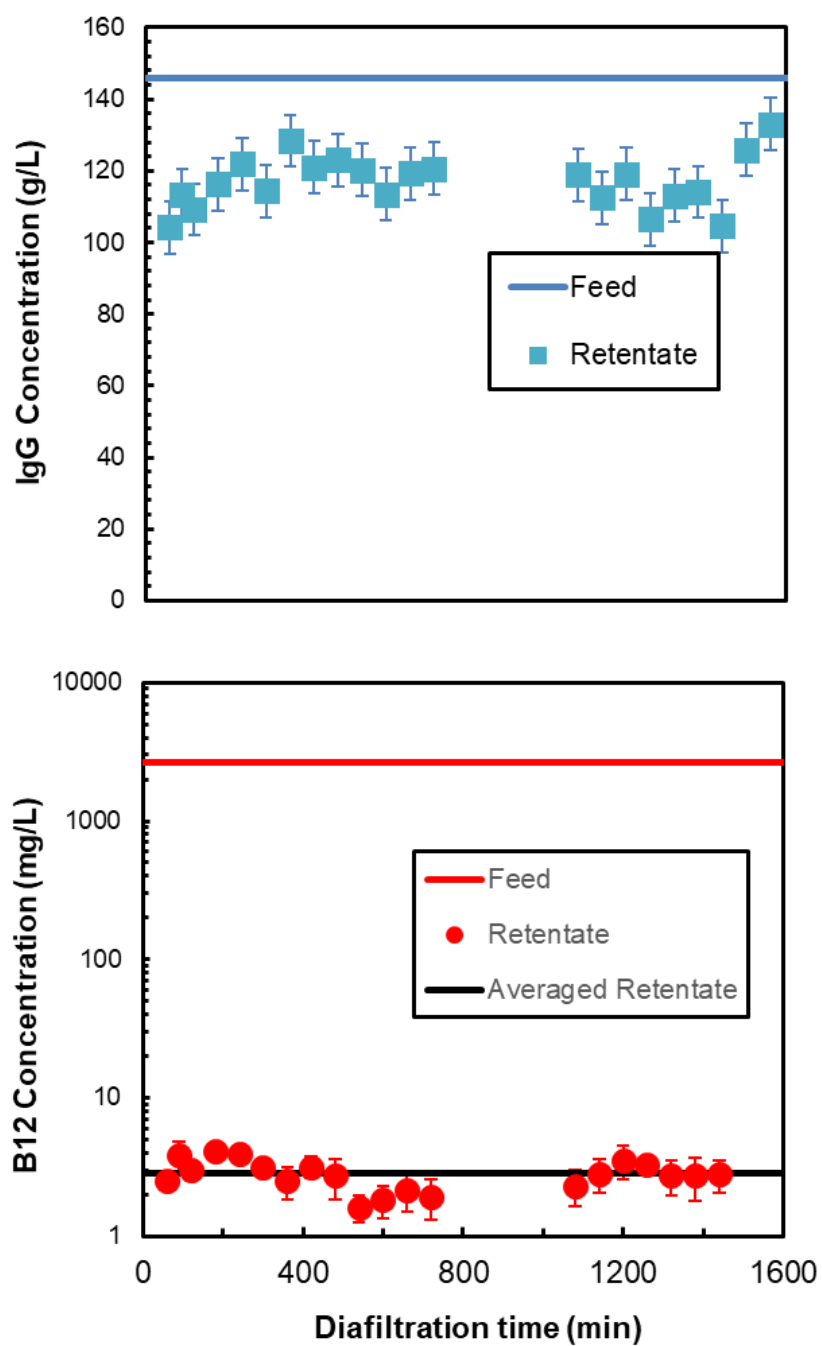 160
140
120
100
80
60
40
20
0
IgG Concentration (g/L)
Feed
Retentate
10000
1000
100
10
1
B12 Concentration (mg/L)
Feed
Retentate
Averaged Retentate
0 400 800 1200 1600
Diafiltration time (min)